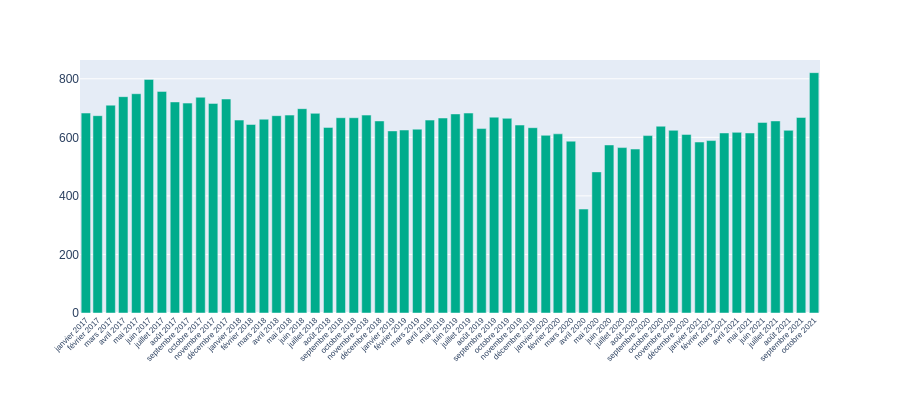 800
600
400
200
0
janvier 2017
février 2017
mars 2017
avril 2017
mai 2017
juin 2017
juillet 2017
août 2017
septembre 2017
octobre 2017
novembre 2017
décembre 2017
janvier 2018
février 2018
mars 2018
avril 2018
mai 2018
juin 2018
juillet 2018
août 2018
septembre 2018
octobre 2018
novembre 2018
décembre 2018
janvier 2019
février 2019
mars 2019
avril 2019
mai 2019
juin 2019
juillet 2019
août 2019
septembre 2019
octobre 2019
novembre 2019
décembre 2019
janvier 2020
février 2020
mars 2020
avril 2020
mai 2020
juin 2020
juillet 2020
août 2020
septembre 2020
octobre 2020
novembre 2020
décembre 2020
janvier 2021
février 2021
mars 2021
avril 2021
mai 2021
juin 2021
juillet 2021
août 2021
septembre 2021
octobre 2021